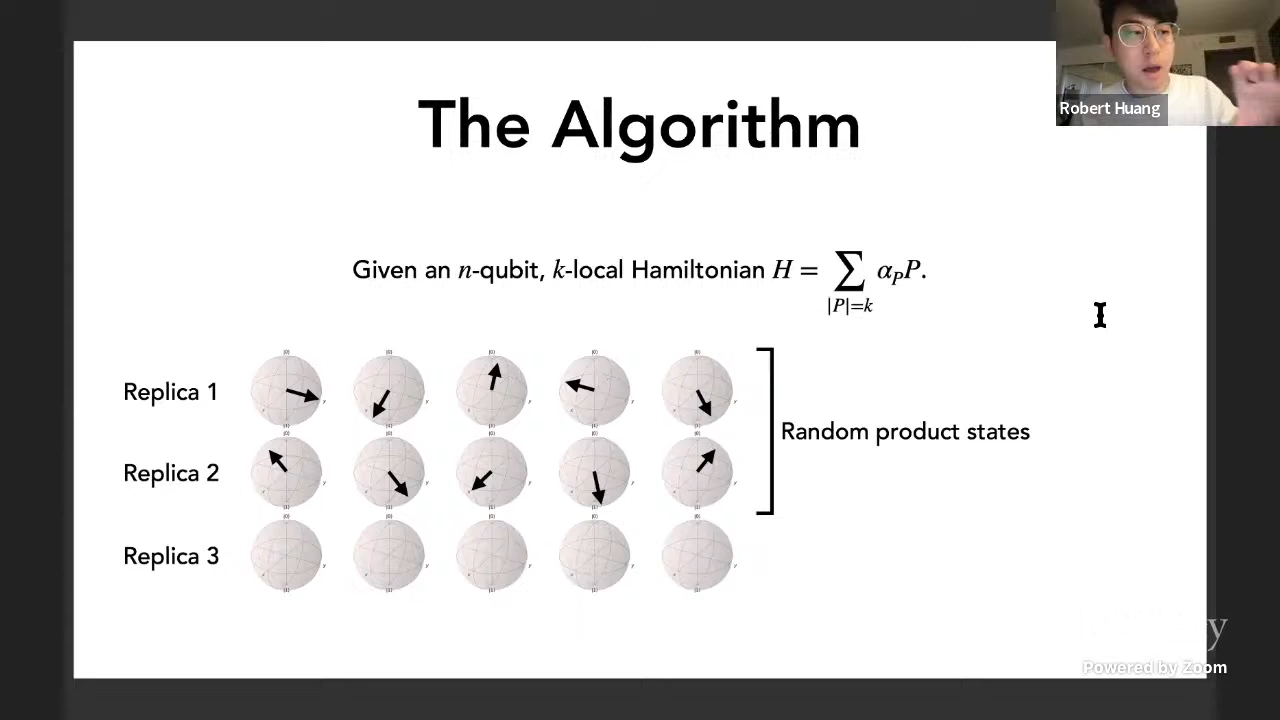 The Algorithm
Robert Huang
Given an n-qubit, k-local Hamiltonian H = ∑ α_P P.
|P|=k
Replica 1
Replica 2
Random product states
Replica 3
y
Powered by Zoom